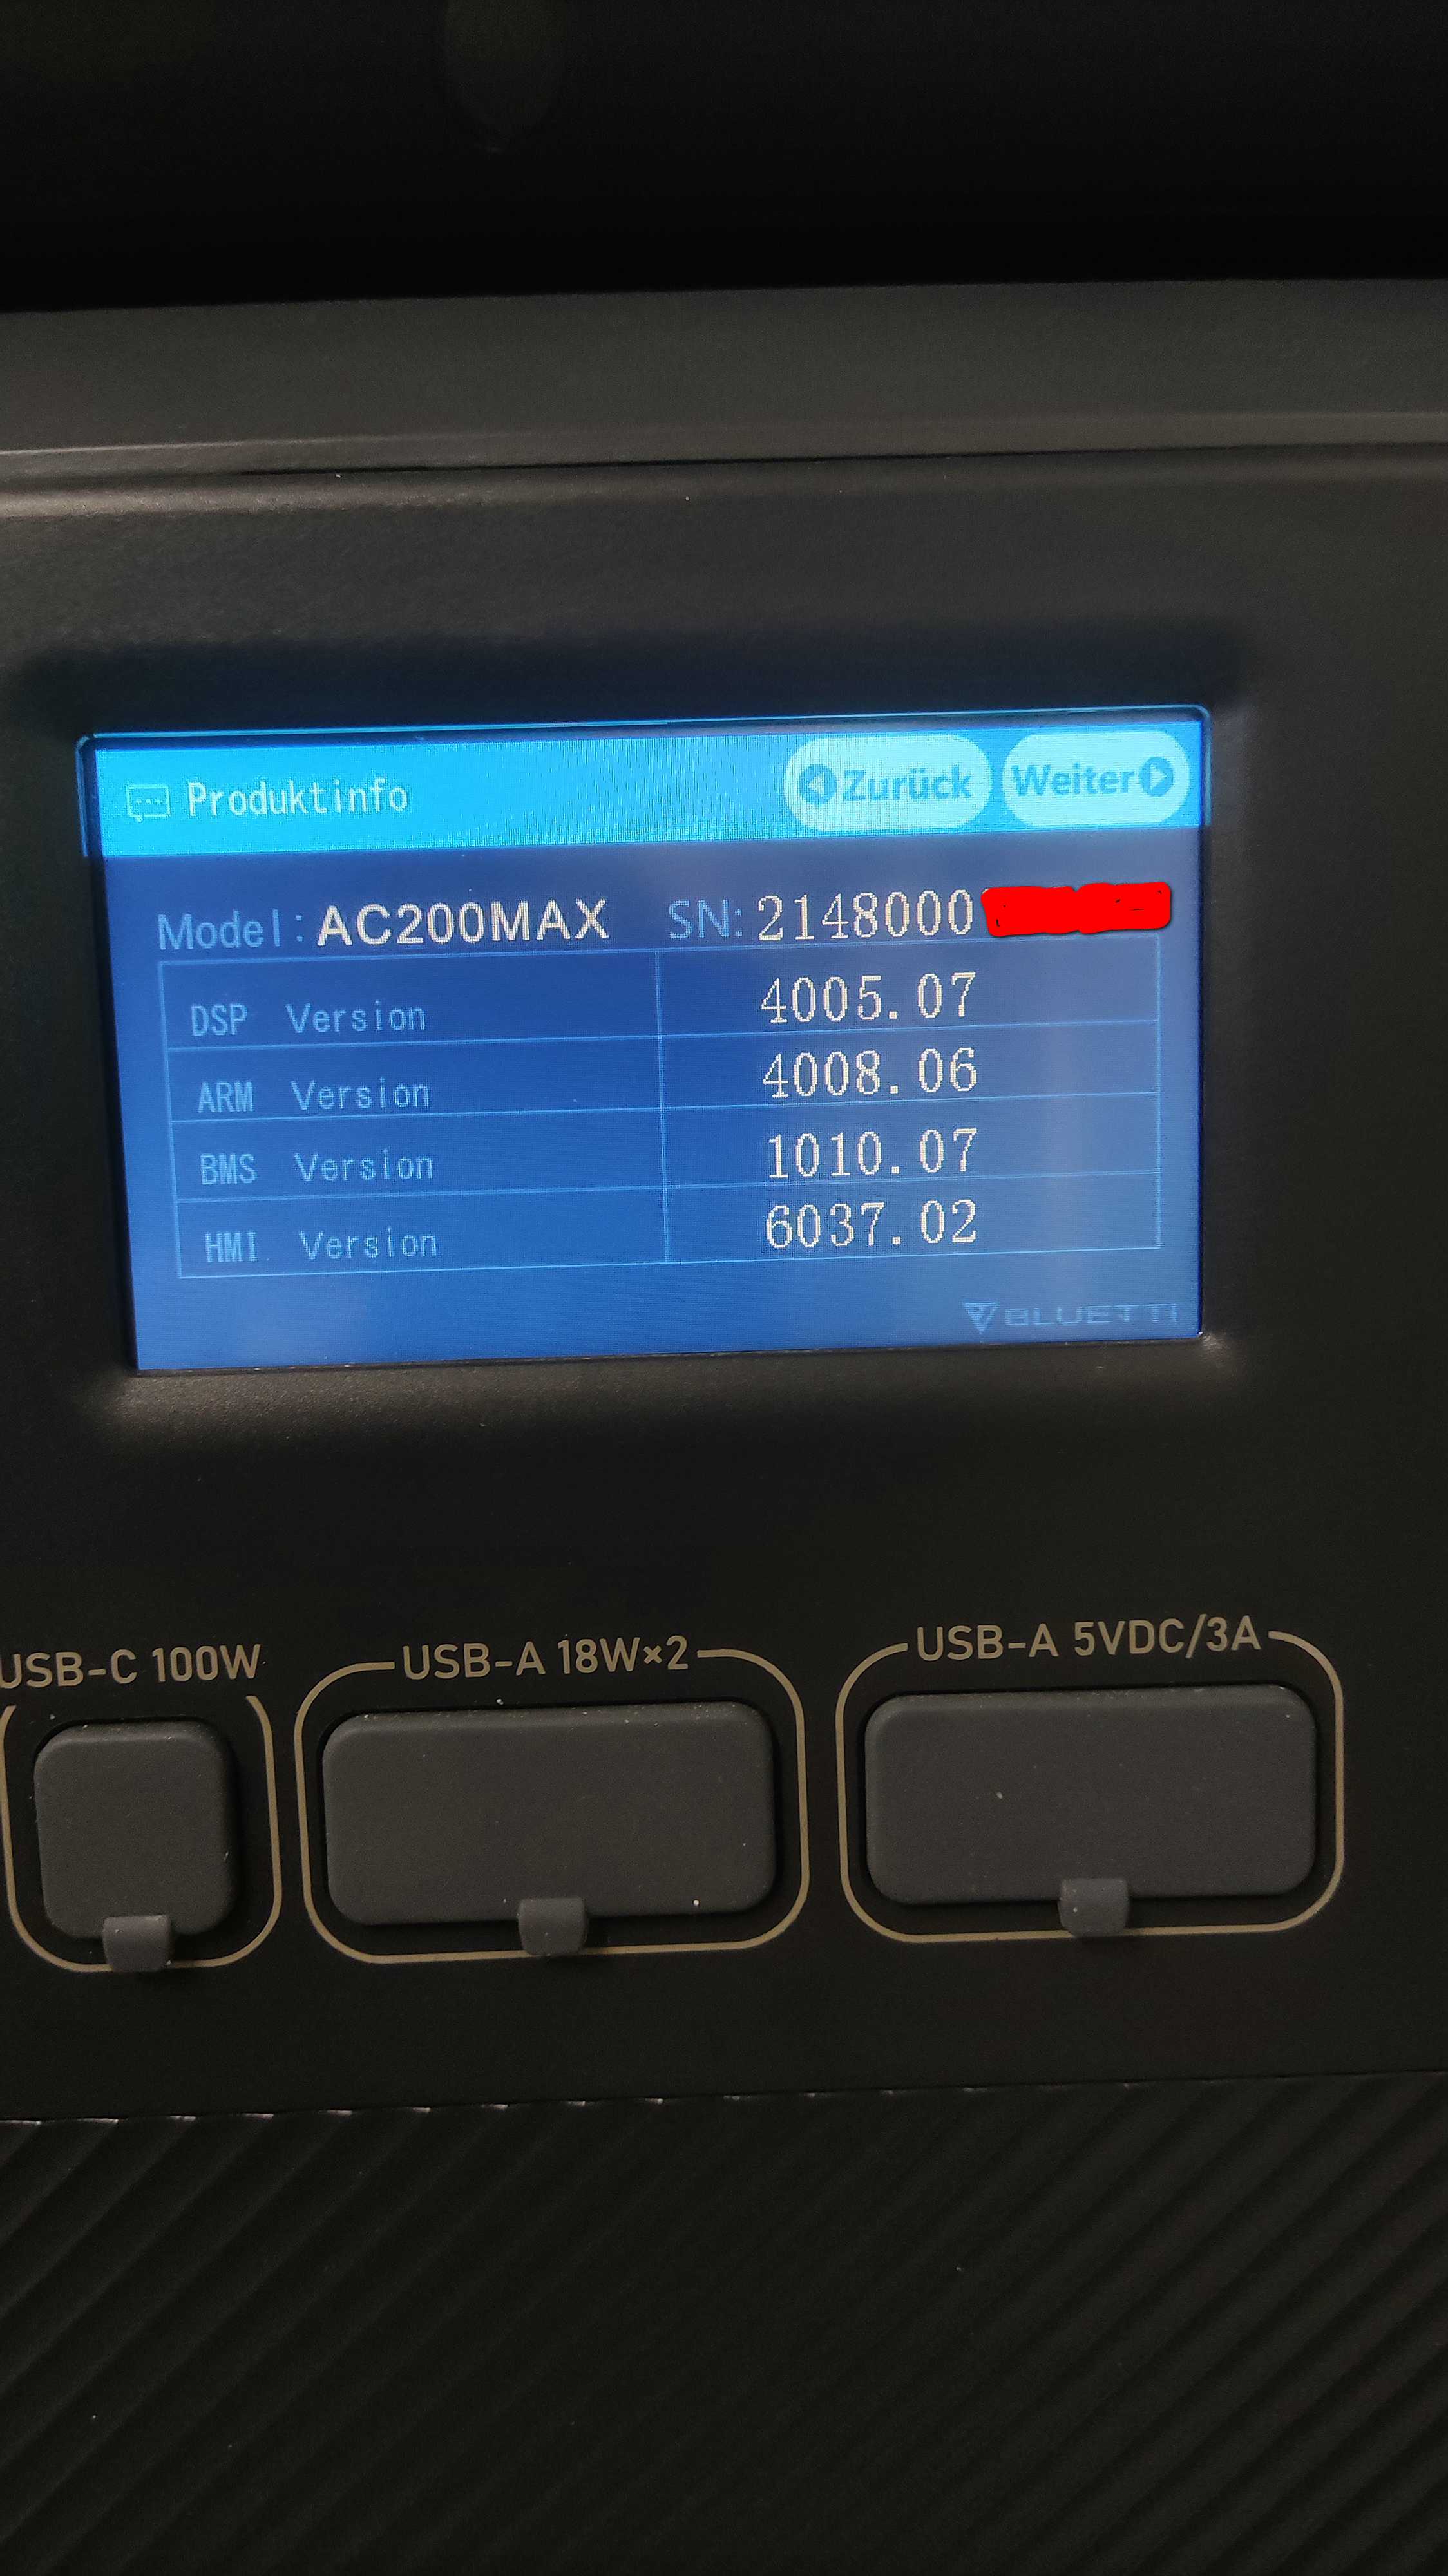 Produktinfo Zurück Weiter
Model: AC200MAX SN: 2148000
DSP Version 4005.07
ARM Version 4008.06
BMS Version 1010.07
HMI Version 6037.02
BLUETTI
USB-C 100W USB-A 18W×2 USB-A 5VDC/3A